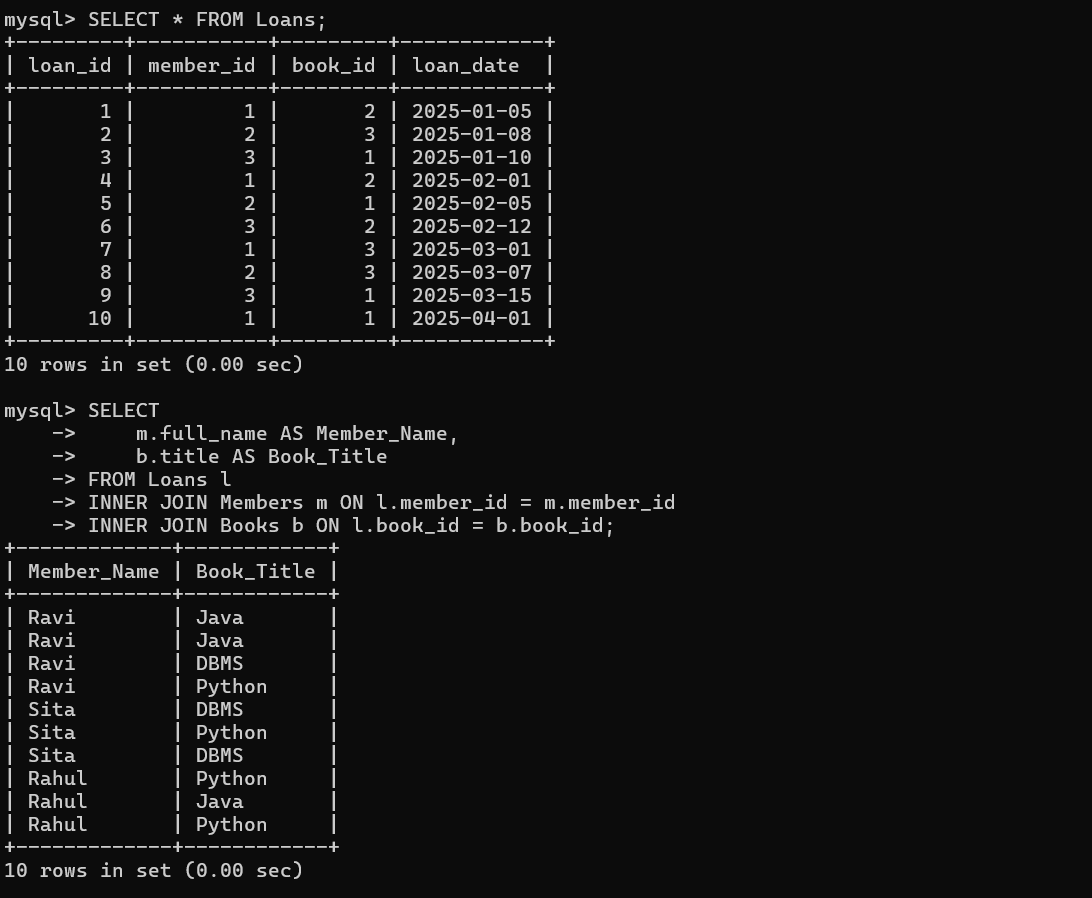 mysql> SELECT * FROM Loans;
+---------+-----------+---------+------------+
| loan_id | member_id | book_id | loan_date  |
+---------+-----------+---------+------------+
|       1 |         1 |       2 | 2025-01-05 |
|       2 |         2 |       3 | 2025-01-08 |
|       3 |         3 |       1 | 2025-01-10 |
|       4 |         1 |       2 | 2025-02-01 |
|       5 |         2 |       1 | 2025-02-05 |
|       6 |         3 |       2 | 2025-02-12 |
|       7 |         1 |       3 | 2025-03-01 |
|       8 |         2 |       3 | 2025-03-07 |
|       9 |         3 |       1 | 2025-03-15 |
|      10 |         1 |       1 | 2025-04-01 |
+---------+-----------+---------+------------+
10 rows in set (0.00 sec)

mysql> SELECT
    ->     m.full_name AS Member_Name,
    ->     b.title AS Book_Title
    -> FROM Loans l
    -> INNER JOIN Members m ON l.member_id = m.member_id
    -> INNER JOIN Books b ON l.book_id = b.book_id;
+-------------+------------+
| Member_Name | Book_Title |
+-------------+------------+
| Ravi        | Java       |
| Ravi        | Java       |
| Ravi        | DBMS       |
| Ravi        | Python     |
| Sita        | DBMS       |
| Sita        | Python     |
| Sita        | DBMS       |
| Rahul       | Python     |
| Rahul       | Java       |
| Rahul       | Python     |
+-------------+------------+
10 rows in set (0.00 sec)